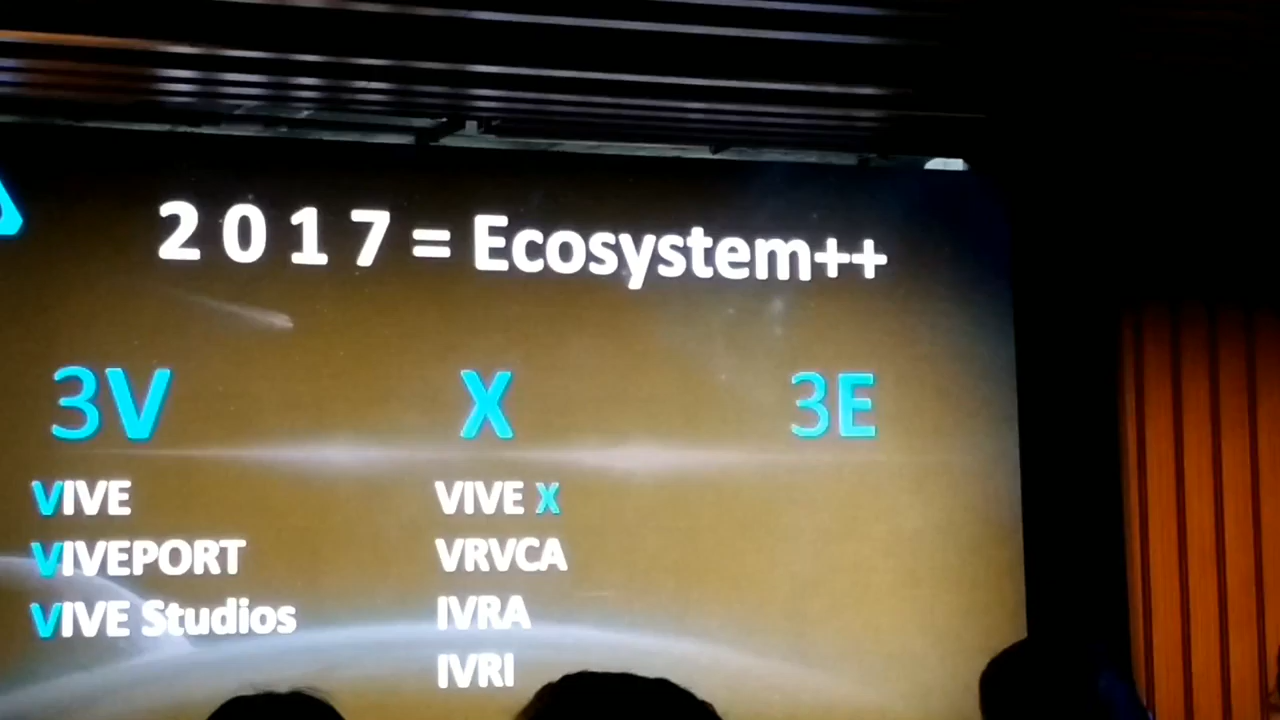 2 0 1 7 = Ecosystem++
3V X 3E
VIVE
VIVEPORT
VIVE Studios
VIVE X
VRVCA
IVRA
IVRI